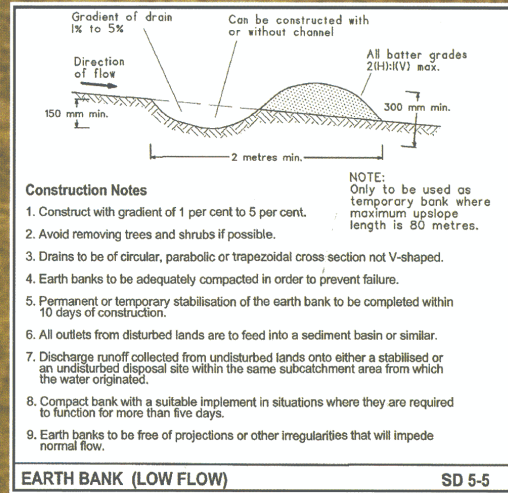 Gradient of drain
1% to 5%
Can be constructed with
or without channel
Direction
of flow
All batter grades
2(H):1(V) max.
150 mm min.
300 mm min.
2 metres min.
NOTE:
Only to be used as
temporary bank where
maximum upslope
length is 80 metres.
Construction Notes
1. Construct with gradient of 1 per cent to 5 per cent.
2. Avoid removing trees and shrubs if possible.
3. Drains to be of circular, parabolic or trapezoidal cross section not V-shaped.
4. Earth banks to be adequately compacted in order to prevent failure.
5. Permanent or temporary stabilisation of the earth bank to be completed within
10 days of construction.
6. All outlets from disturbed lands are to feed into a sediment basin or similar.
7. Discharge runoff collected from undisturbed lands onto either a stabilised or
an undisturbed disposal site within the same subcatchment area from which
the water originated.
8. Compact bank with a suitable implement in situations where they are required
to function for more than five days.
9. Earth banks to be free of projections or other irregularities that will impede
normal flow.
EARTH BANK (LOW FLOW)
SD 5-5